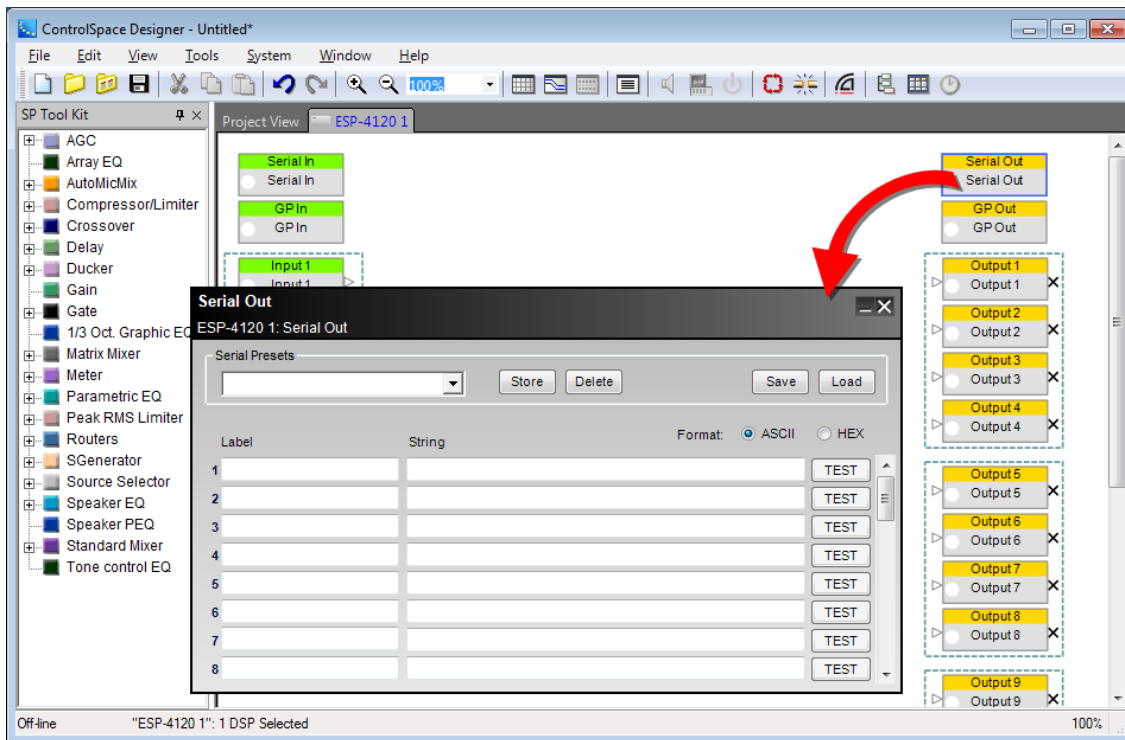 ControlSpace Designer - Untitled*
File Edit View Tools System Window Help
100%
SP Tool Kit
Project View ESP-4120 1
AGC
Array EQ
AutoMicMix
Compressor/Limiter
Crossover
Delay
Ducker
Gain
Gate
1/3 Oct. Graphic EQ
Matrix Mixer
Meter
Parametric EQ
Peak RMS Limiter
Routers
SGenerator
Source Selector
Speaker EQ
Speaker PEQ
Standard Mixer
Tone control EQ
Serial In
Serial In
GP In
GP In
Input 1
Input 1
Serial Out
Serial Out
GP Out
GP Out
Output 1
Output 1
Output 2
Output 2
Output 3
Output 3
Output 4
Output 4
Output 5
Output 5
Output 6
Output 6
Output 7
Output 7
Output 8
Output 8
Output 9
Output 9
Serial Out
ESP-4120 1: Serial Out
Serial Presets
Store Delete Save Load
Label String Format: ASCII HEX
1 TEST
2 TEST
3 TEST
4 TEST
5 TEST
6 TEST
7 TEST
8 TEST
Off-line "ESP-4120 1": 1 DSP Selected 100%